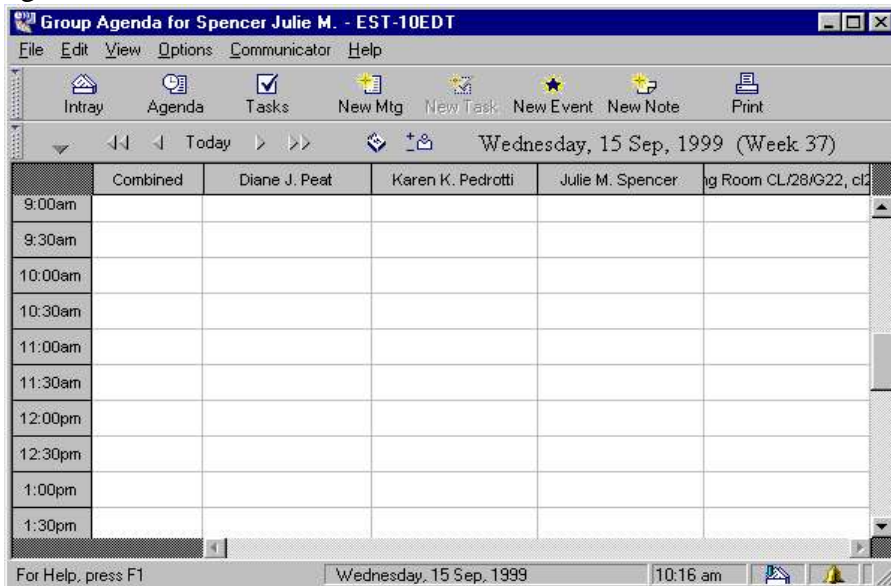 Group Agenda for Spencer Julie M. - EST-10EDT
File Edit View Options Communicator Help
Intray Agenda Tasks New Mtg New Task New Event New Note Print
Today Wednesday, 15 Sep, 1999 (Week 37)
Combined Diane J. Peat Karen K. Pedrotti Julie M. Spencer ng Room CL/28/G22, cl2
9:00am
9:30am
10:00am
10:30am
11:00am
11:30am
12:00pm
12:30pm
1:00pm
1:30pm
For Help, press F1 Wednesday, 15 Sep, 1999 10:16 am